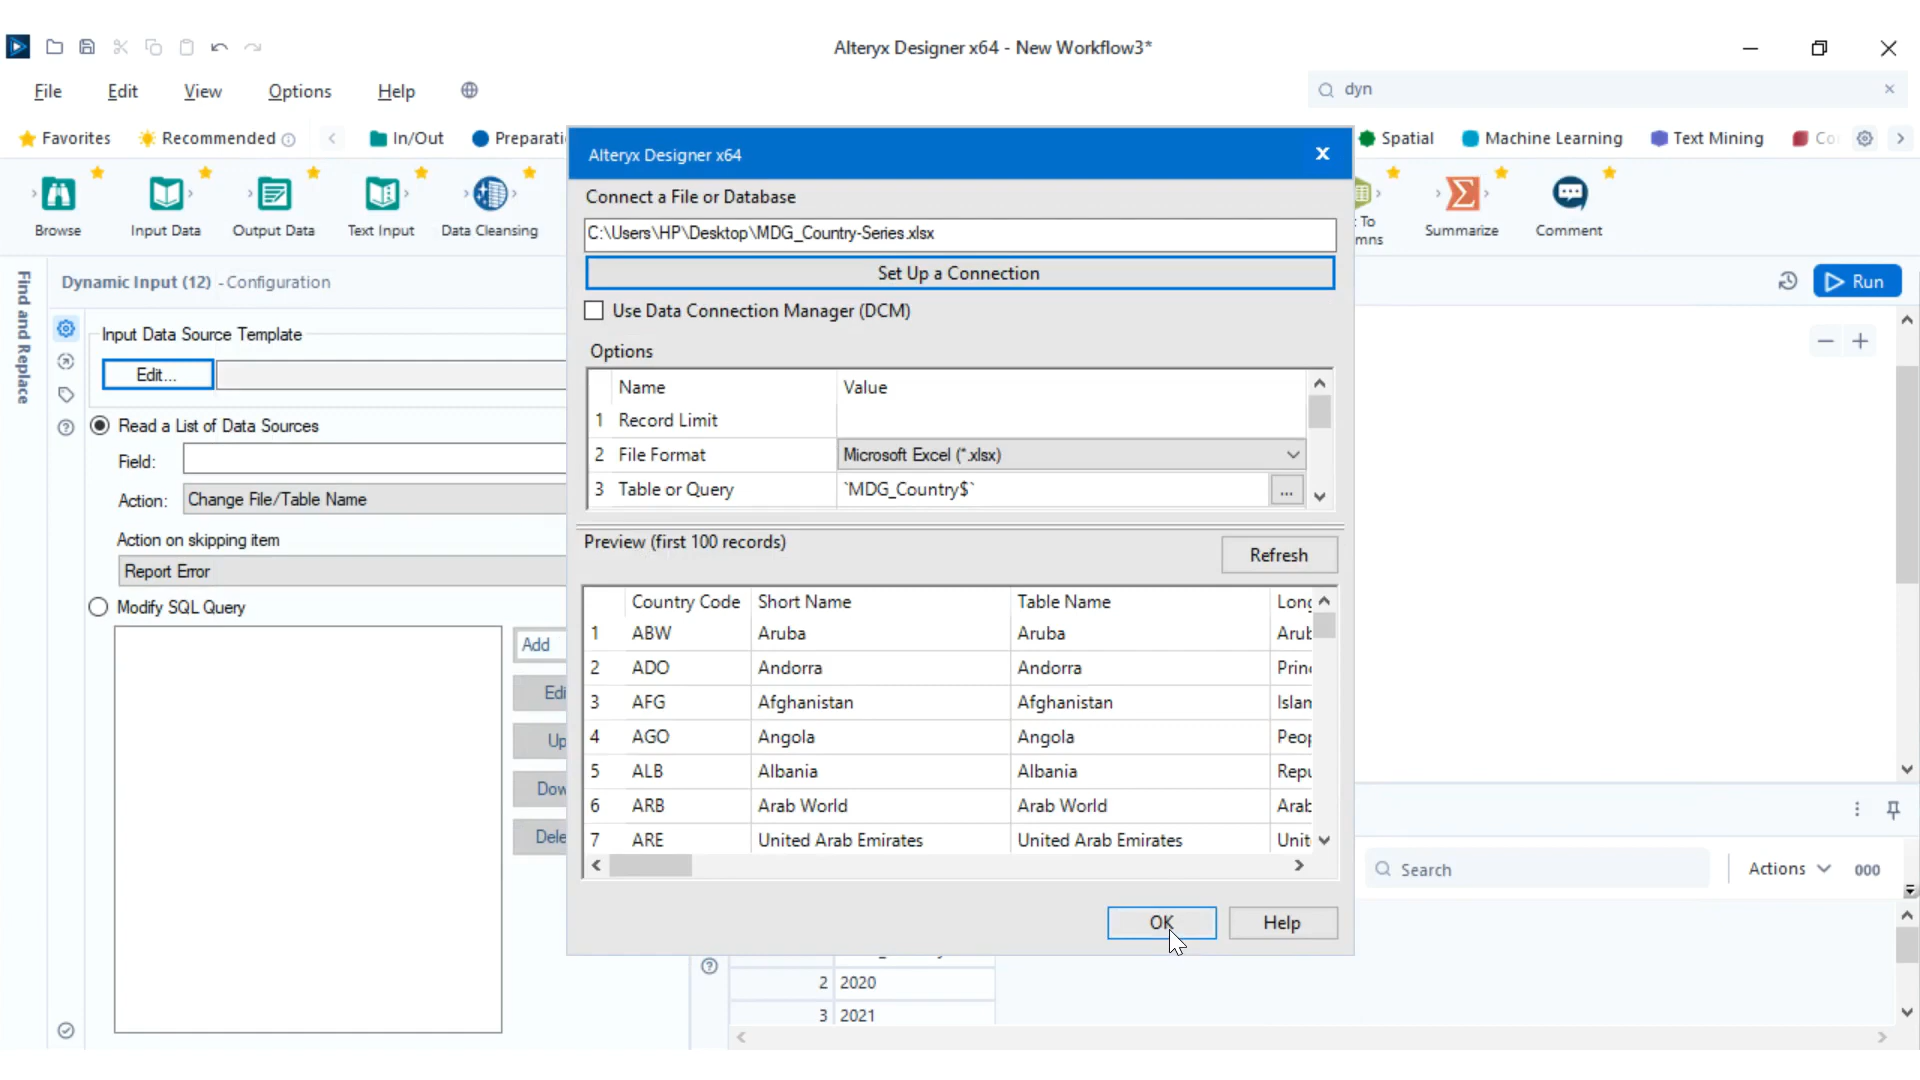 Alteryx Designer x64 - New Workflow3*
File Edit View Options Help
dyn
Favorites Recommended In/Out Spatial Machine Learning Text Mining
Browse Input Data Output Data Text Input Data Cleansing Summarize Comment
To
Find and Replace
Dynamic Input (12) - Configuration
Run
Input Data Source Template
Edit...
Read a List of Data Sources
Field:
Action: Change File/Table Name
Action on skipping item
Report Error
Modify SQL Query
Add
Alteryx Designer x64
Connect a File or Database
C:\Users\HP\Desktop\MDG_Country-Series.xlsx
Set Up a Connection
Use Data Connection Manager (DCM)
Options
Name Value
1 Record Limit
2 File Format Microsoft Excel (*.xlsx)
3 Table or Query `MDG_Country$` ...
Preview (first 100 records)
Refresh
Country Code Short Name Table Name
1 ABW Aruba Aruba
2 ADO Andorra Andorra
3 AFG Afghanistan Afghanistan
4 AGO Angola Angola
5 ALB Albania Albania
6 ARB Arab World Arab World
7 ARE United Arab Emirates United Arab Emirates
OK Help
Search Actions 000
2 2020
3 2021